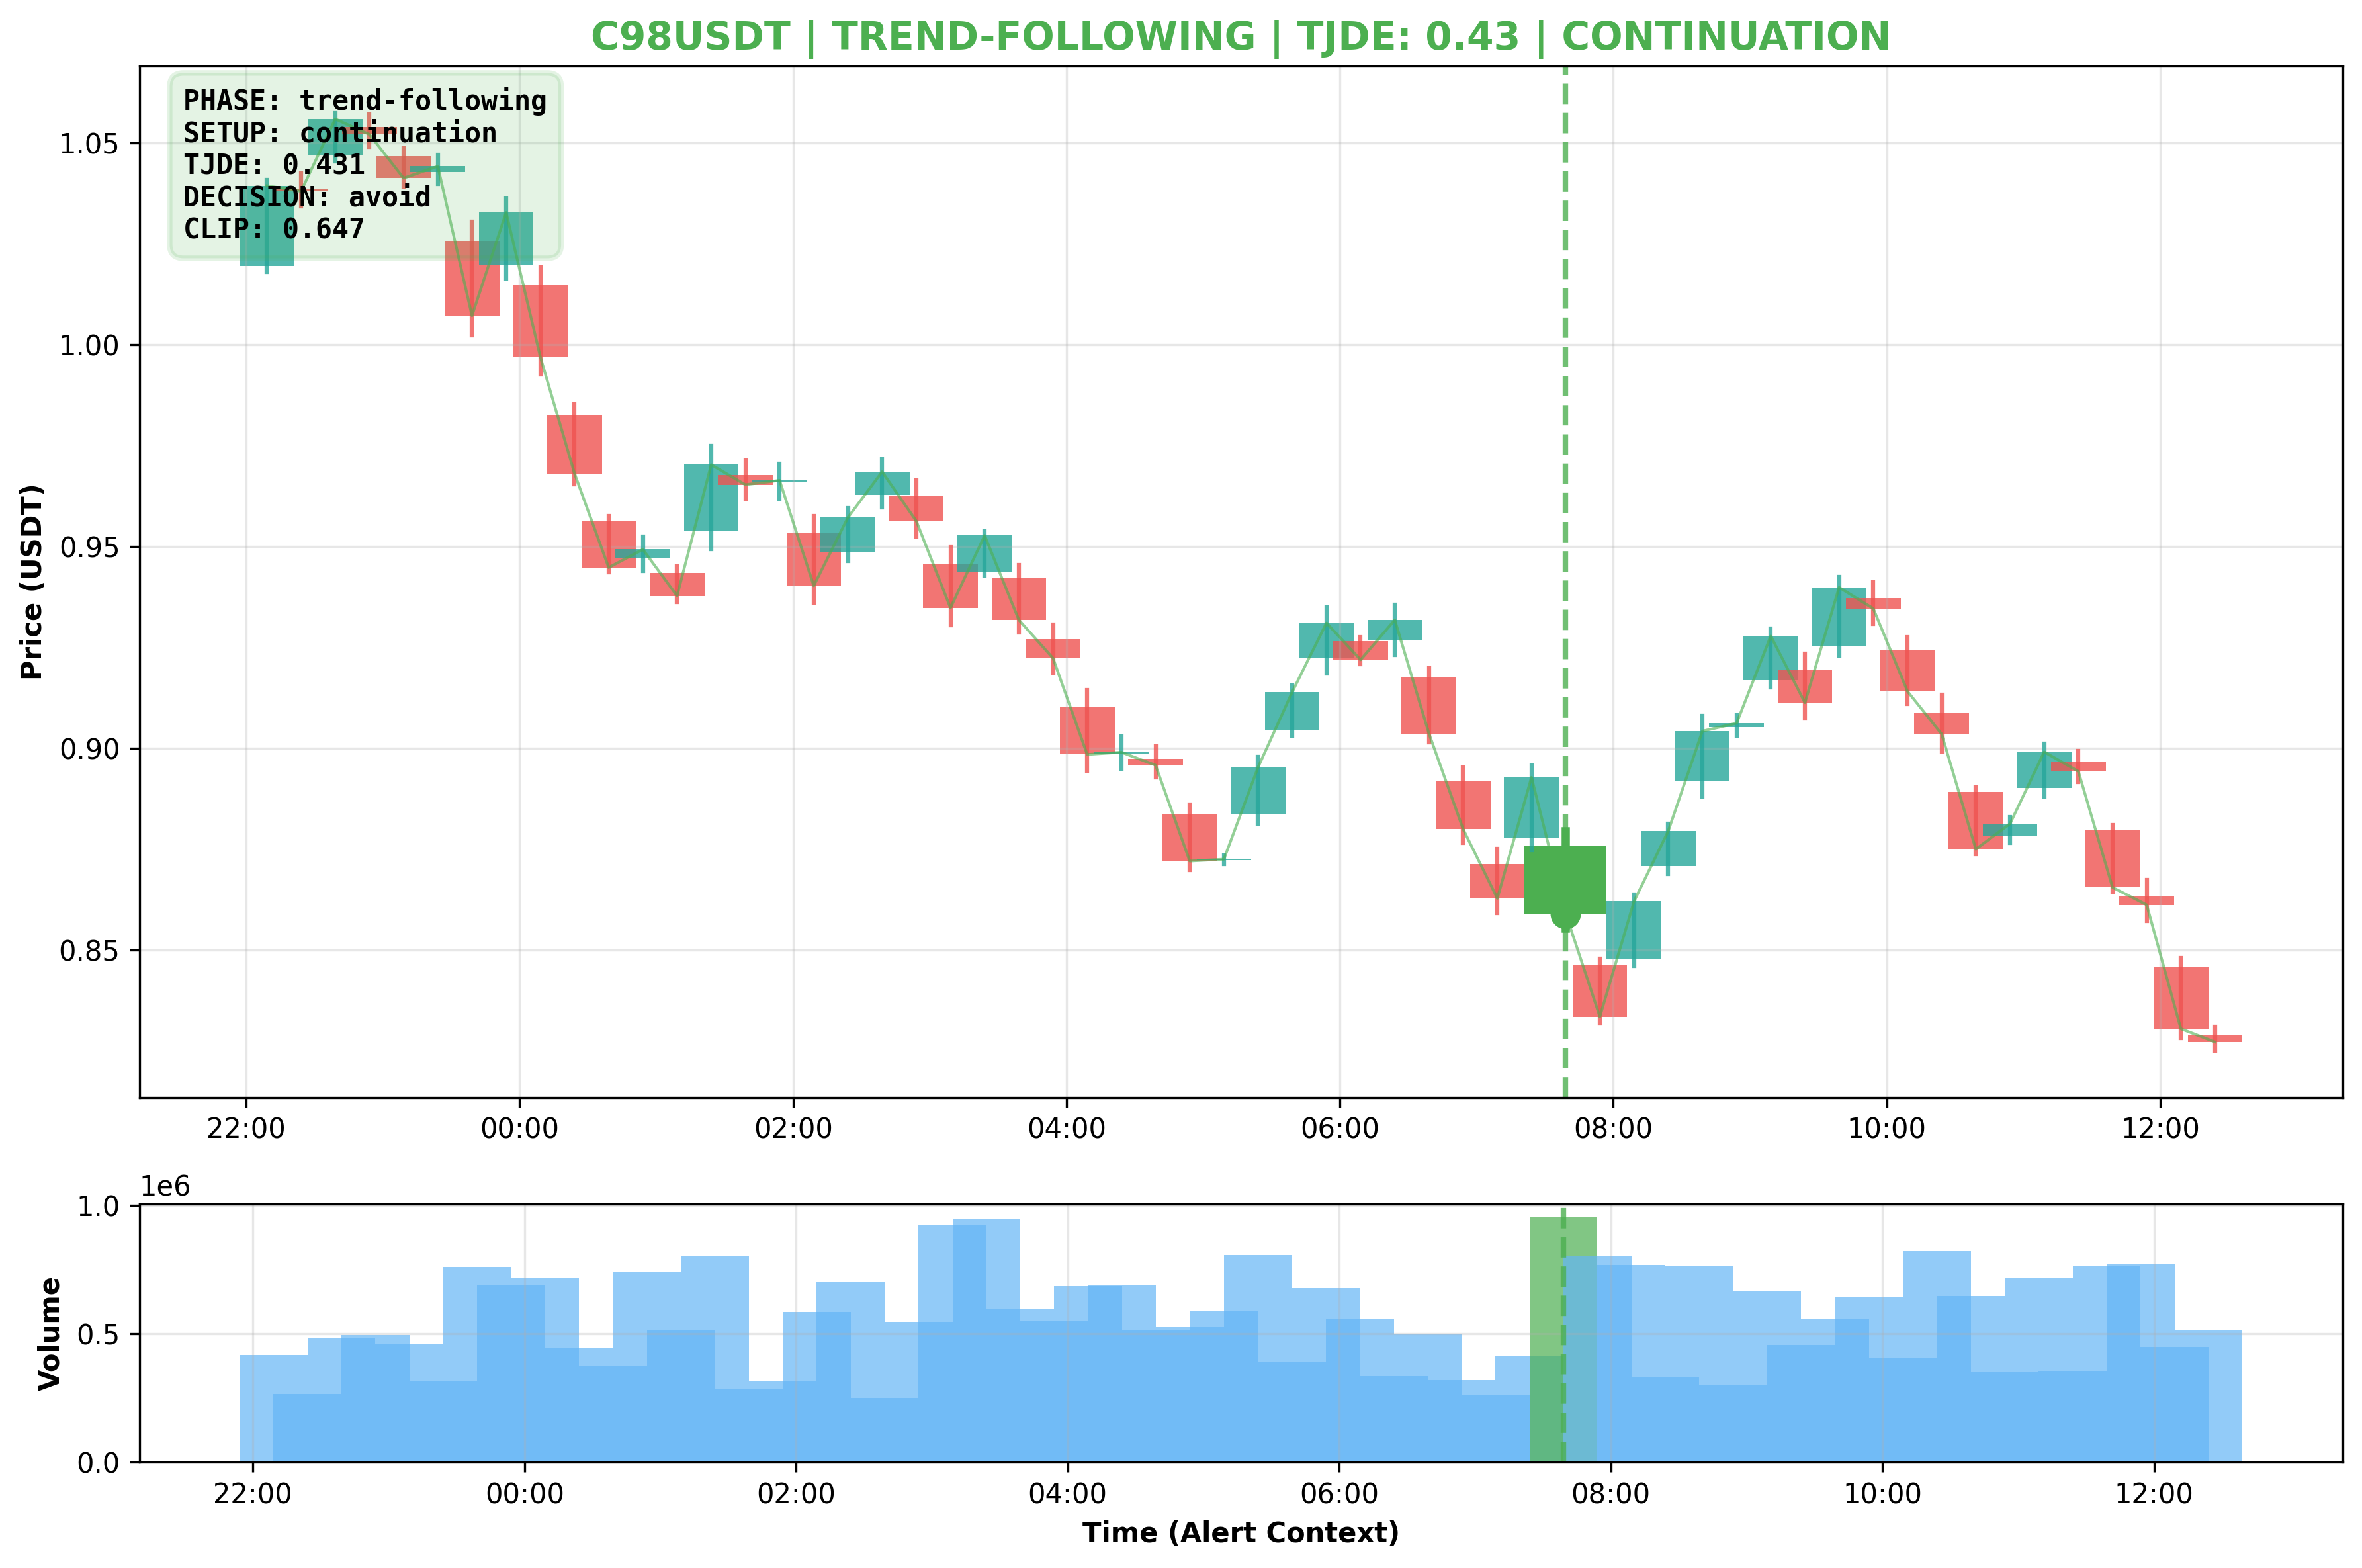 C98USDT | TREND-FOLLOWING | TJDE: 0.43 | CONTINUATION
PHASE: trend-following
SETUP: continuation
TJDE: 0.431
DECISION: avoid
CLIP: 0.647
Price (USDT)
1.05
1.00
0.95
0.90
0.85
22:00 00:00 02:00 04:00 06:00 08:00 10:00 12:00
1e6
Volume
1.0
0.5
0.0
22:00 00:00 02:00 04:00 06:00 08:00 10:00 12:00
Time (Alert Context)